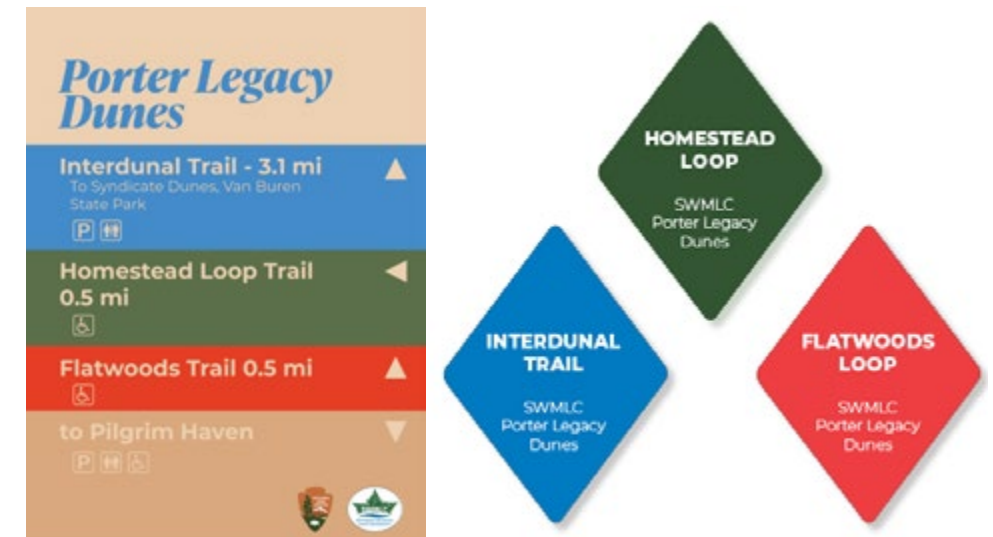 Porter Legacy
Dunes
Interdunal Trail - 3.1 mi
To Syndicate Dunes, Van Buren
State Park
P
Homestead Loop Trail
0.5 mi
Flatwoods Trail 0.5 mi
to Pilgrim Haven
P
SWMLC
HOMESTEAD
LOOP
SWMLC
Porter Legacy
Dunes
INTERDUNAL
TRAIL
SWMLC
Porter Legacy
Dunes
FLATWOODS
LOOP
SWMLC
Porter Legacy
Dunes